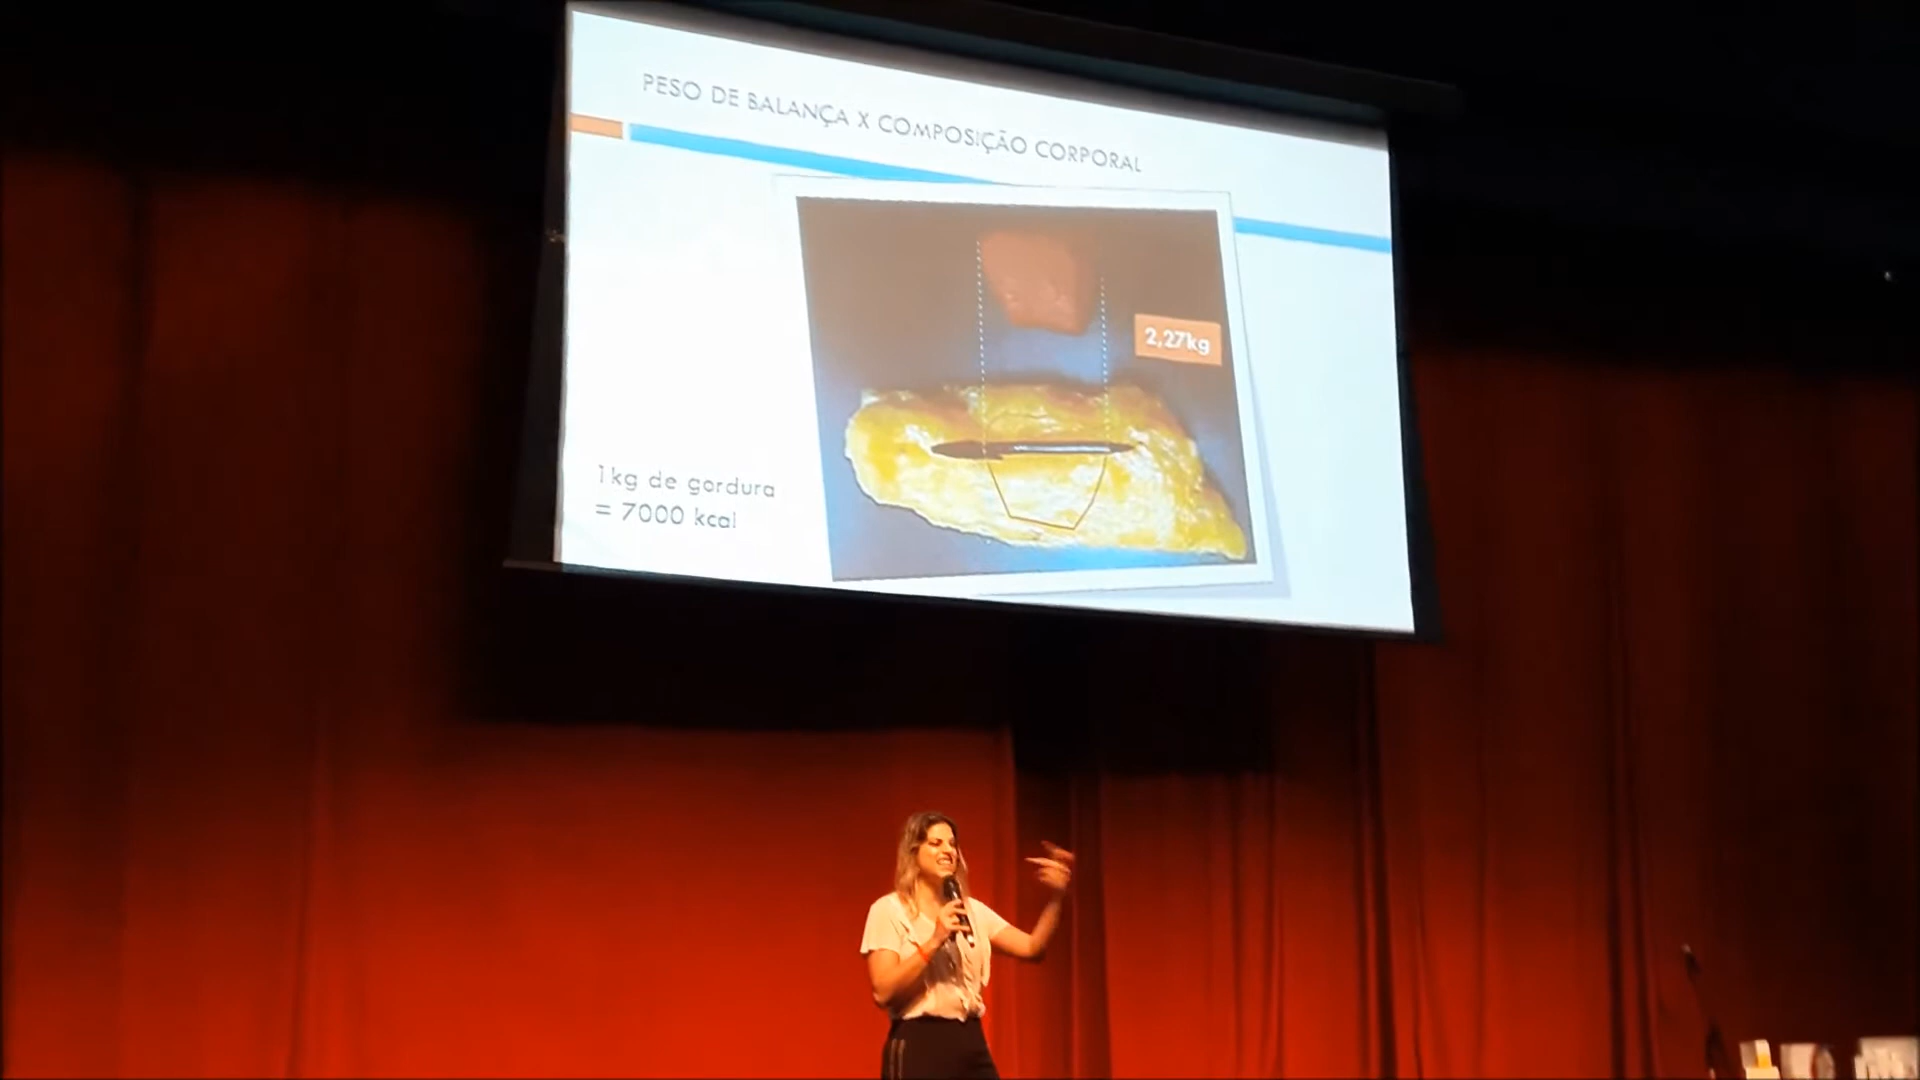 PESO DE BALANÇA X COMPOSIÇÃO CORPORAL
2,27kg
1kg de gordura
= 7000 kcal